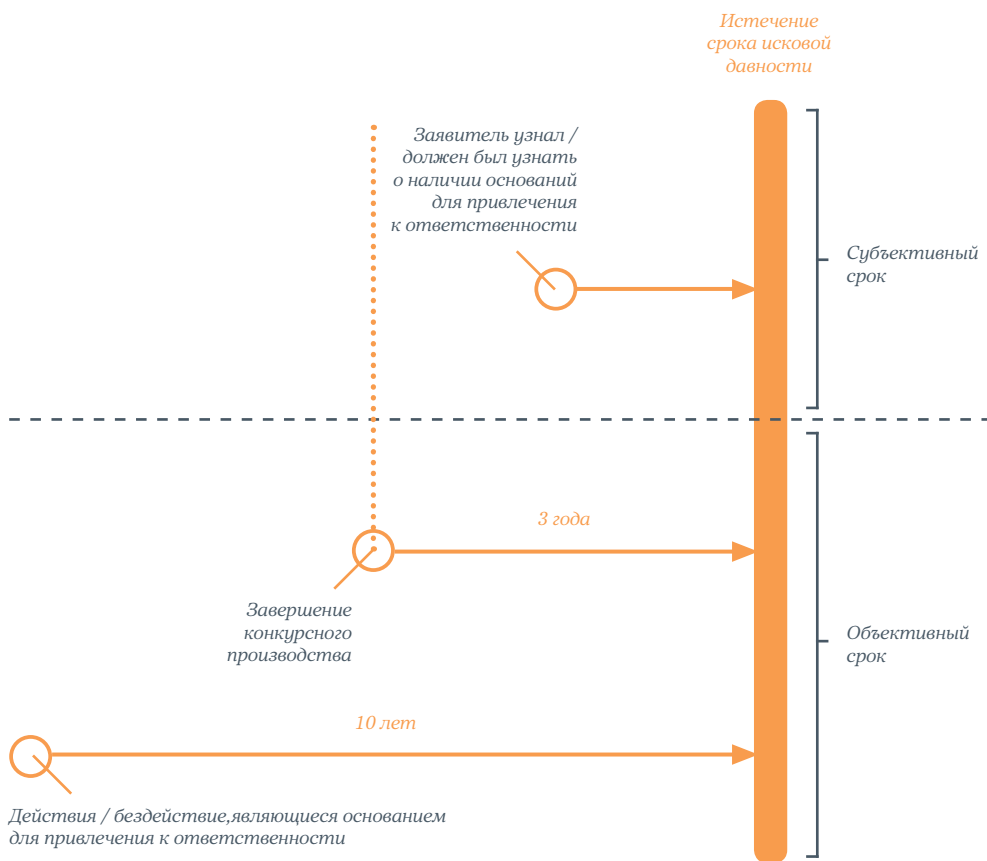 Истечение
срока исковой
давности
Заявитель узнал /
должен был узнать
о наличии оснований
для привлечения
к ответственности
Субъективный
срок
3 года
Завершение
конкурсного
производства
Объективный
срок
10 лет
Действия / бездействие,являющиеся основанием
для привлечения к ответственности